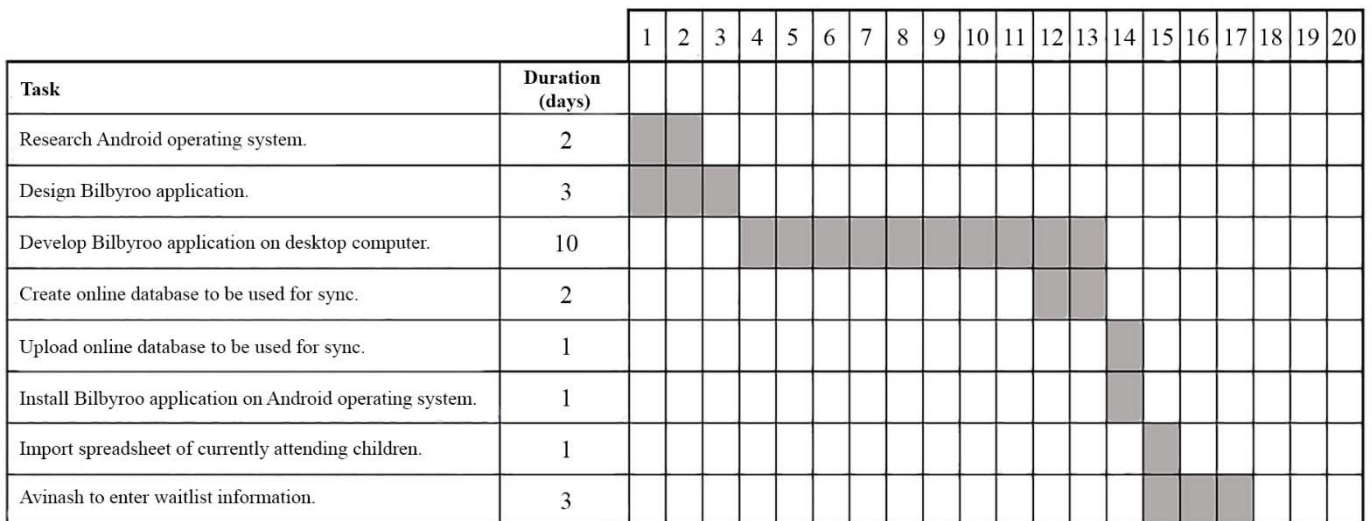 1 2 3 4 5 6 7 8 9 10 11 12 13 14 15 16 17 18 19 20
Task Duration
(days)
Research Android operating system. 2
Design Bilbyroo application. 3
Develop Bilbyroo application on desktop computer. 10
Create online database to be used for sync. 2
Upload online database to be used for sync. 1
Install Bilbyroo application on Android operating system. 1
Import spreadsheet of currently attending children. 1
Avinash to enter waitlist information. 3